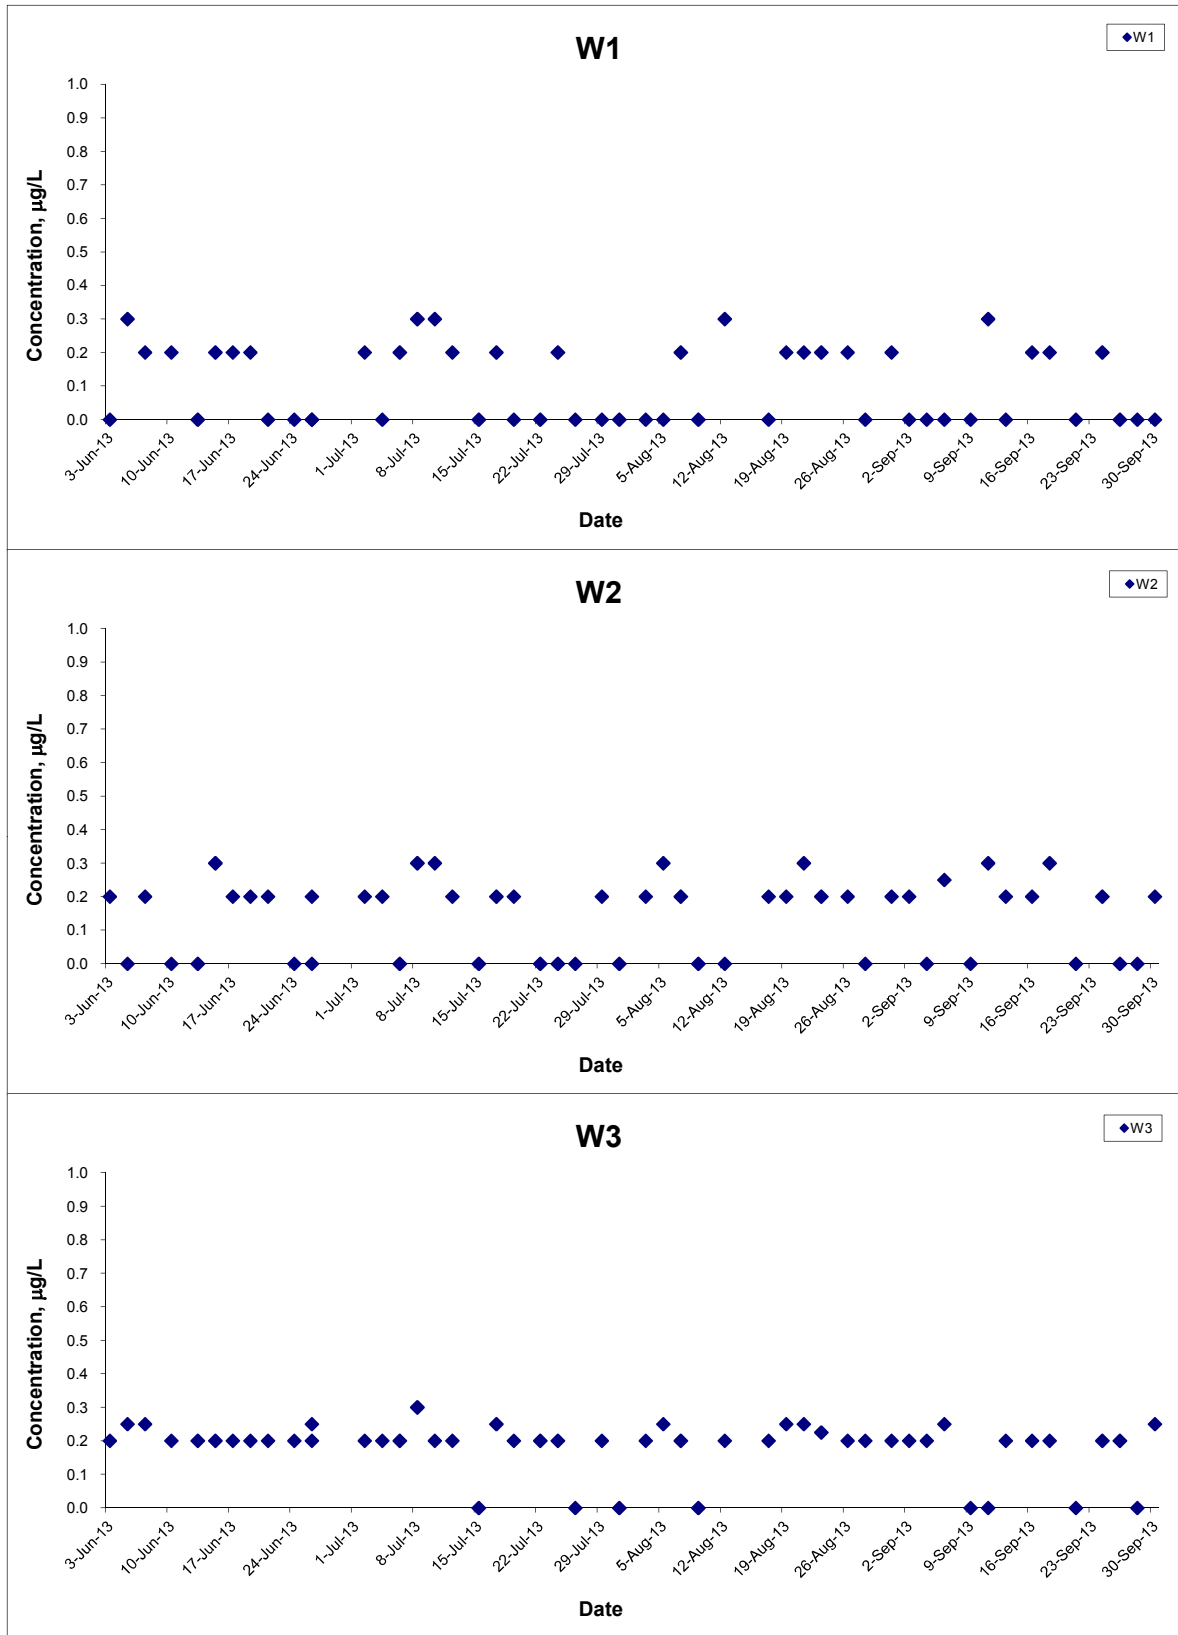 W1
W1
1.0
0.9
0.8
0.7
0.6
0.5
0.4
0.3
0.2
0.1
0.0
Concentration, µg/L
3-Jun-13
10-Jun-13
17-Jun-13
24-Jun-13
1-Jul-13
8-Jul-13
15-Jul-13
22-Jul-13
29-Jul-13
5-Aug-13
12-Aug-13
19-Aug-13
26-Aug-13
2-Sep-13
9-Sep-13
16-Sep-13
23-Sep-13
30-Sep-13
Date
W2
W2
1.0
0.9
0.8
0.7
0.6
0.5
0.4
0.3
0.2
0.1
0.0
Concentration, µg/L
3-Jun-13
10-Jun-13
17-Jun-13
24-Jun-13
1-Jul-13
8-Jul-13
15-Jul-13
22-Jul-13
29-Jul-13
5-Aug-13
12-Aug-13
19-Aug-13
26-Aug-13
2-Sep-13
9-Sep-13
16-Sep-13
23-Sep-13
30-Sep-13
Date
W3
W3
1.0
0.9
0.8
0.7
0.6
0.5
0.4
0.3
0.2
0.1
0.0
Concentration, µg/L
3-Jun-13
10-Jun-13
17-Jun-13
24-Jun-13
1-Jul-13
8-Jul-13
15-Jul-13
22-Jul-13
29-Jul-13
5-Aug-13
12-Aug-13
19-Aug-13
26-Aug-13
2-Sep-13
9-Sep-13
16-Sep-13
23-Sep-13
30-Sep-13
Date